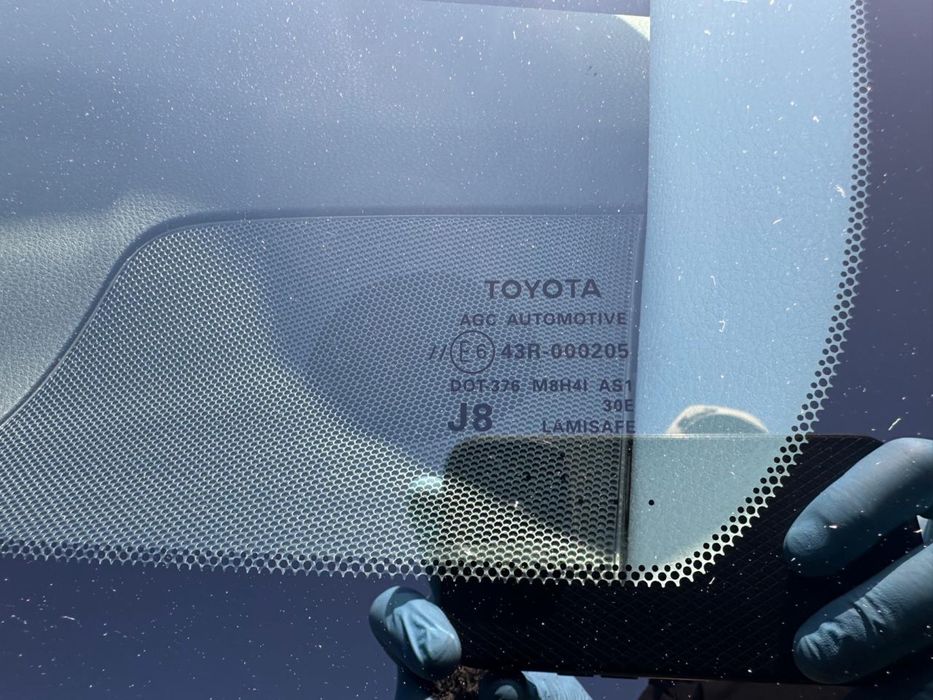 TOYOTA
AGC AUTOMOTIVE
// E6 43R-000205
DOT-376 M8H4I AS1
J8 30E
LAMISAFE